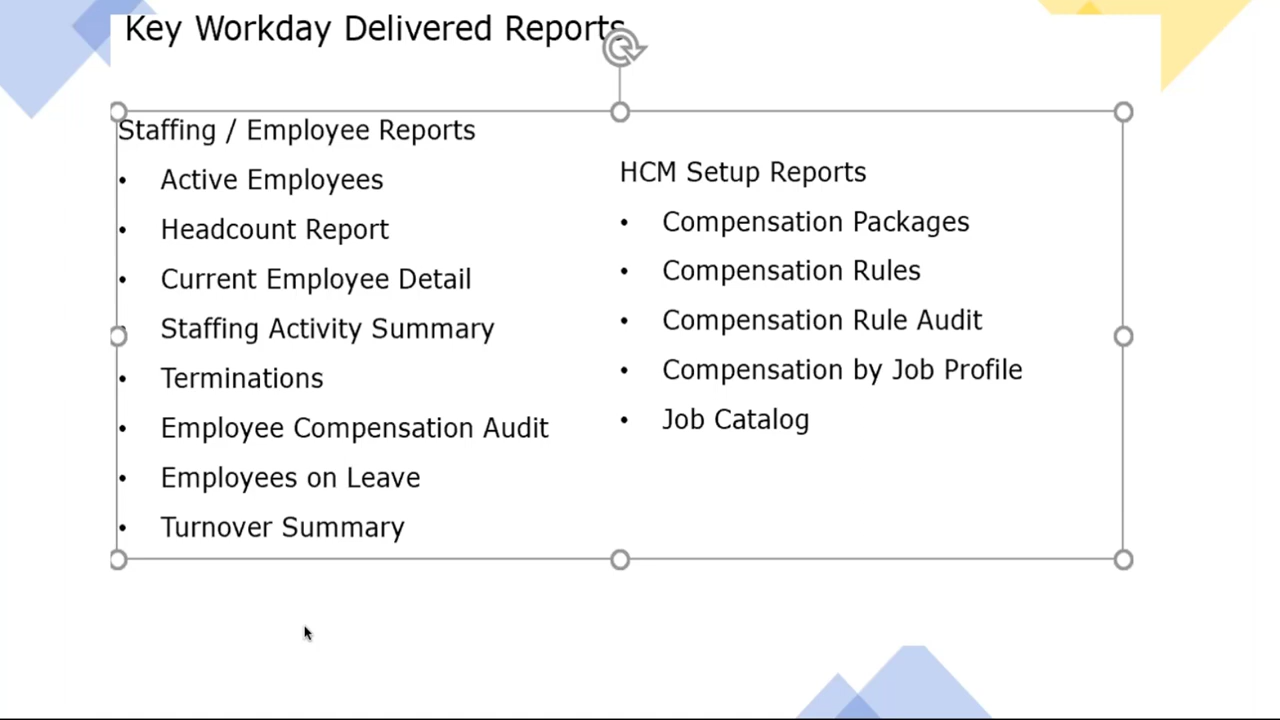 Key Workday Delivered Reports
Staffing / Employee Reports
• Active Employees
• Headcount Report
• Current Employee Detail
• Staffing Activity Summary
• Terminations
• Employee Compensation Audit
• Employees on Leave
• Turnover Summary
HCM Setup Reports
• Compensation Packages
• Compensation Rules
• Compensation Rule Audit
• Compensation by Job Profile
• Job Catalog